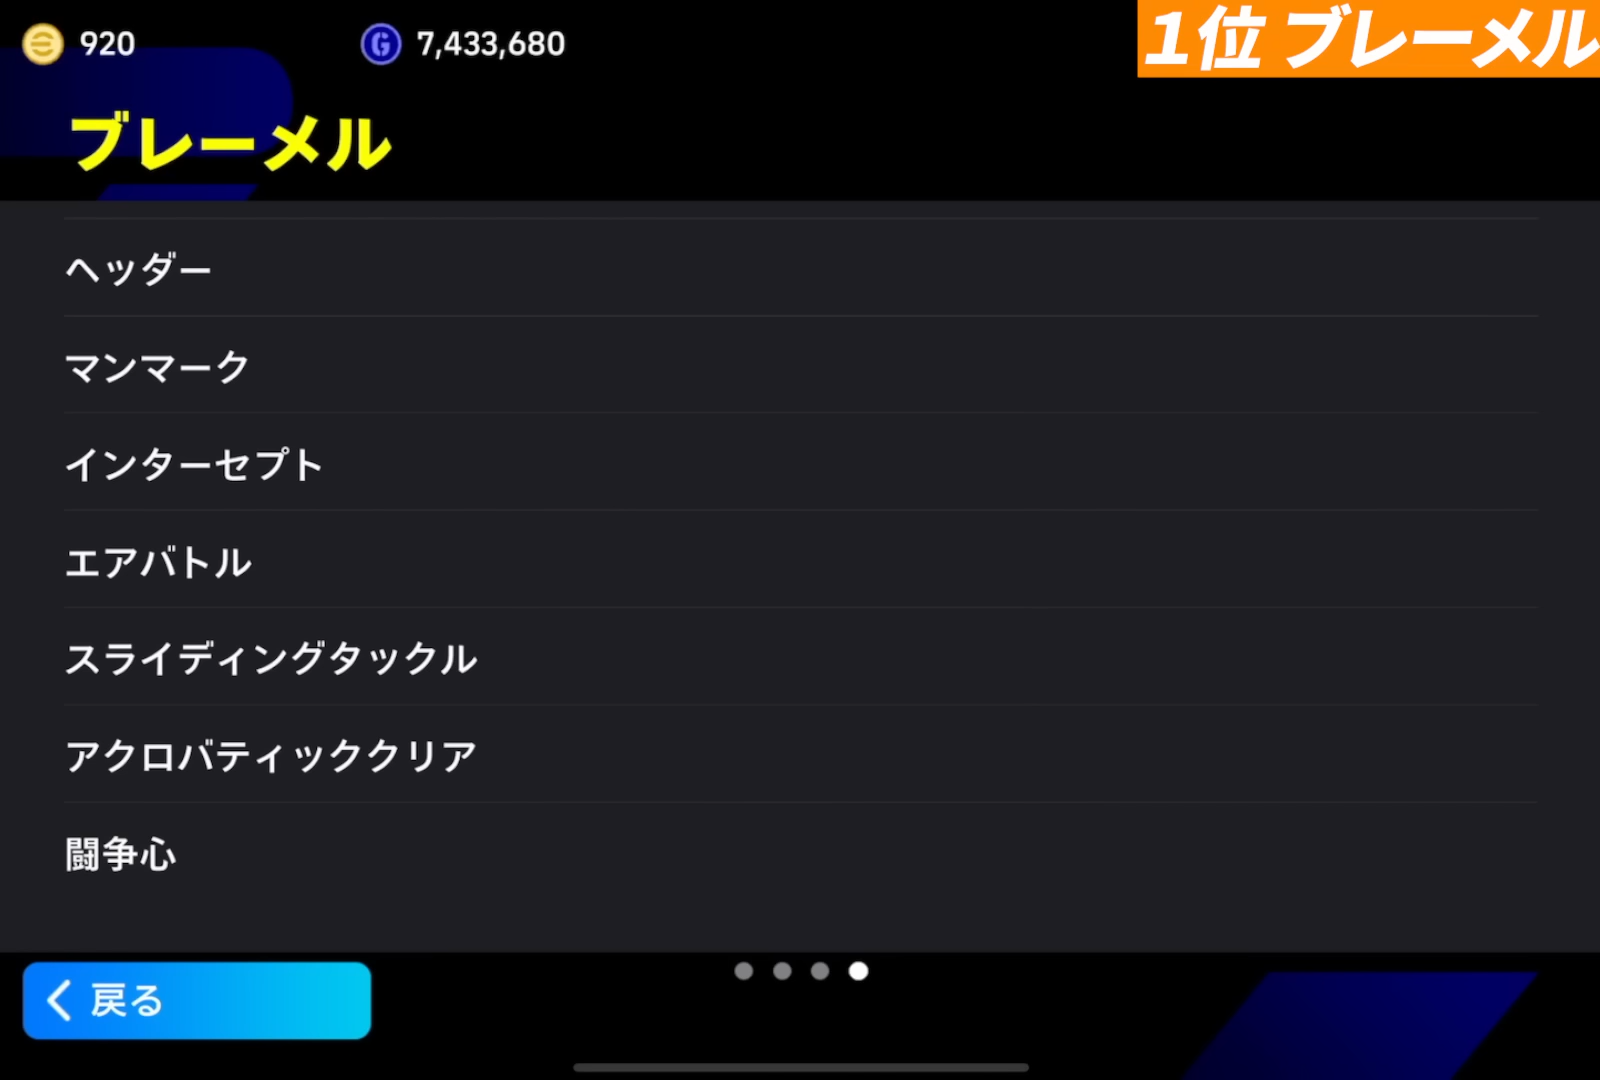 920
7,433,680
1位 ブレーメル
ブレーメル
ヘッダー
マンマーク
インターセプト
エアバトル
スライディングタックル
アクロバティッククリア
闘争心
戻る